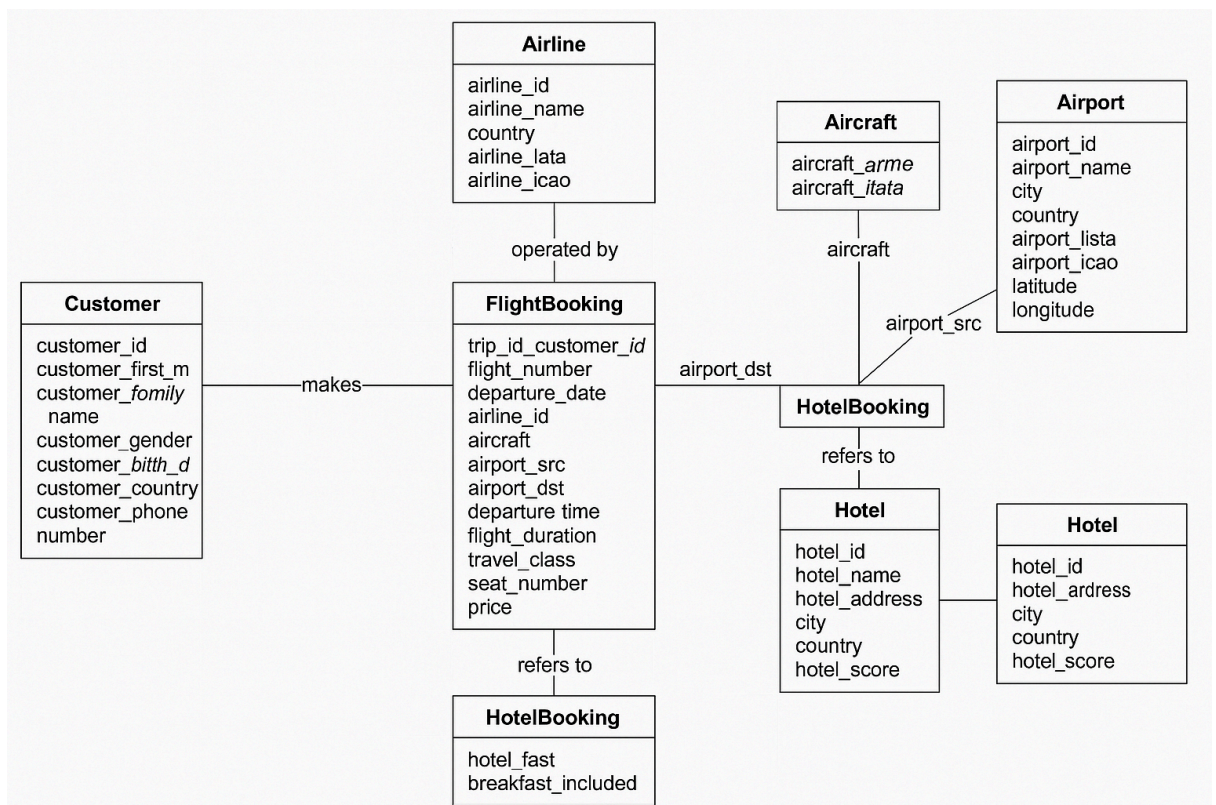 Airline
airline_id
airline_name
country
airline_lata
airline_icao
operated by
Aircraft
aircraft_arme
aircraft_itata
aircraft
Airport
airport_id
airport_name
city
country
airport_lista
airport_icao
latitude
longitude
airport_src
Customer
customer_id
customer_first_m
customer_fomily
name
customer_gender
customer_bitth_d
customer_country
customer_phone
number
makes
FlightBooking
trip_id_customer_id
flight_number
departure_date
airline_id
aircraft
airport_src
airport_dst
departure time
flight_duration
travel_class
seat_number
price
airport_dst
HotelBooking
refers to
Hotel
hotel_id
hotel_name
hotel_address
city
country
hotel_score
Hotel
hotel_id
hotel_ardress
city
country
hotel_score
refers to
HotelBooking
hotel_fast
breakfast_included